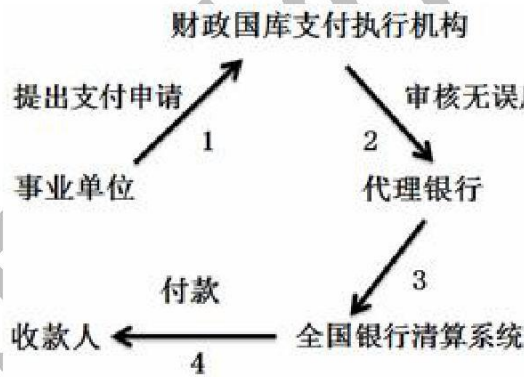 财政国库支付执行机构
提出支付申请
审核无误
1
2
事业单位
代理银行
3
付款
收款人
全国银行清算系统
4